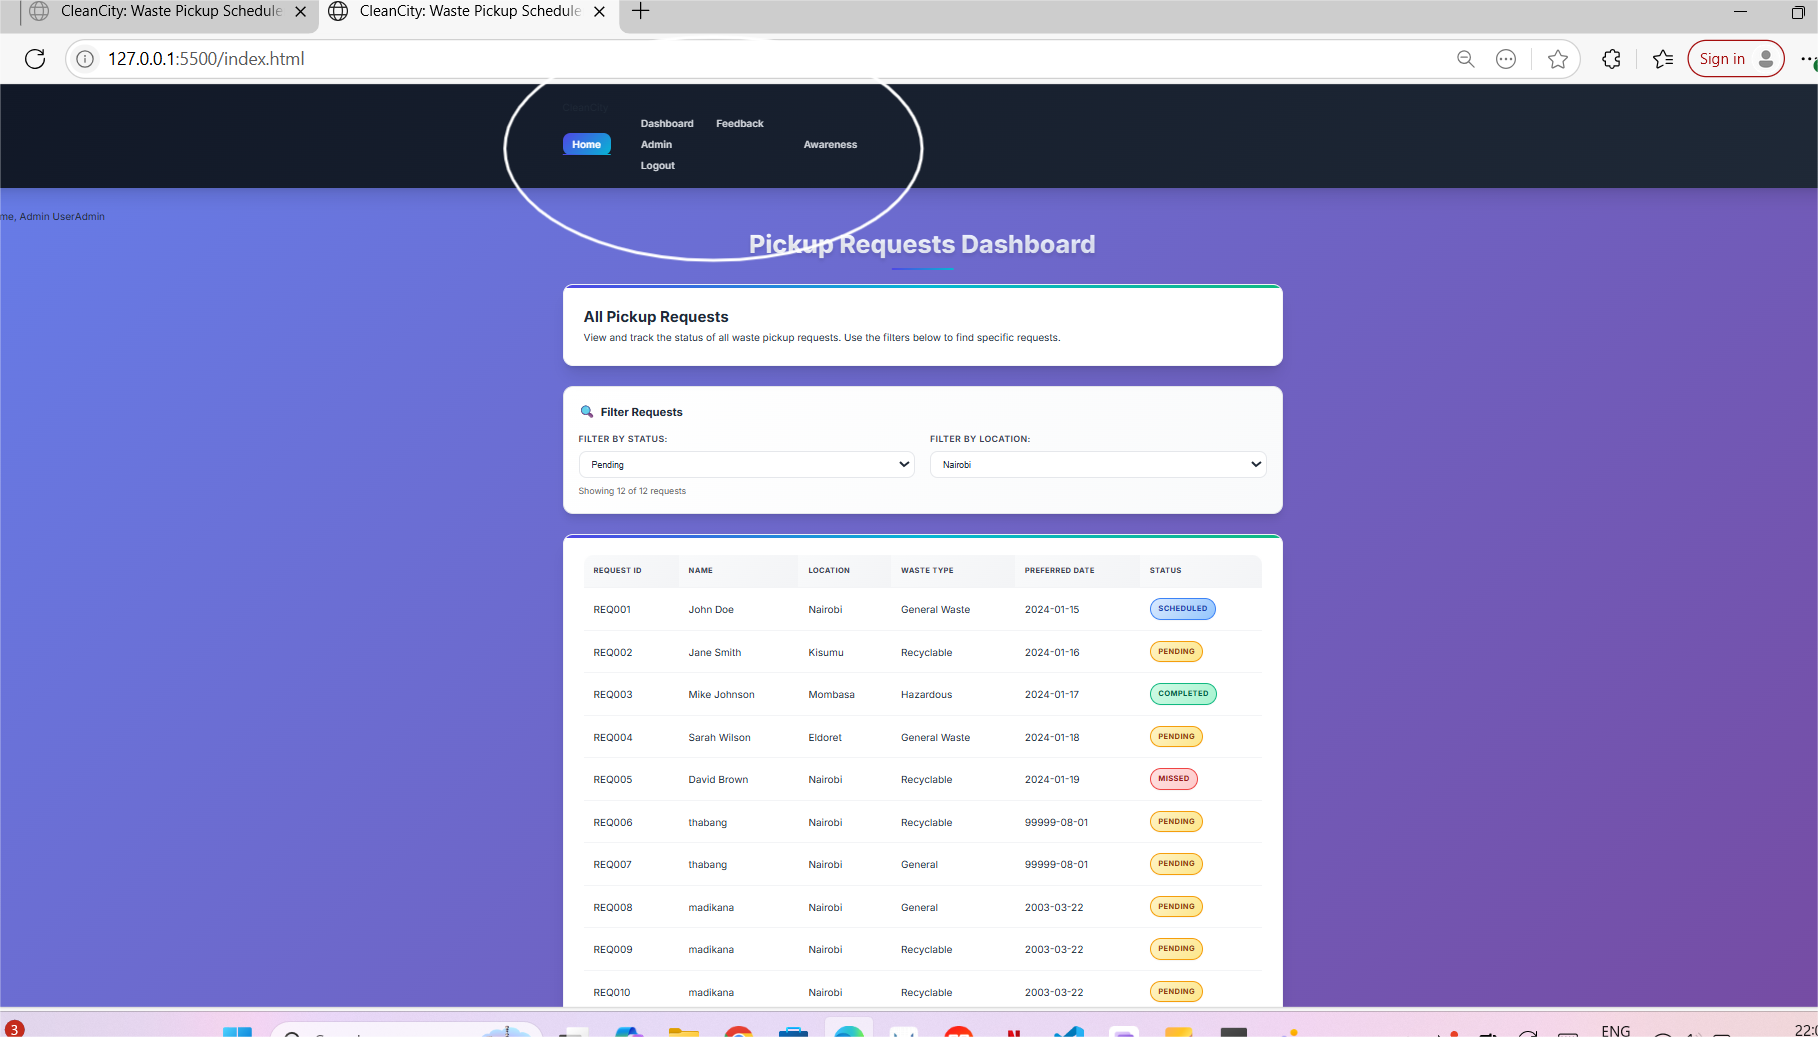 CleanCity: Waste Pickup Schedule
CleanCity: Waste Pickup Schedule
127.0.0.1:5500/index.html
Sign in
CleanCity
Dashboard Feedback
Home Admin Awareness
Logout
me, Admin UserAdmin
Pickup Requests Dashboard
All Pickup Requests
View and track the status of all waste pickup requests. Use the filters below to find specific requests.
Filter Requests
FILTER BY STATUS: FILTER BY LOCATION:
Pending Nairobi
Showing 12 of 12 requests
REQUEST ID NAME LOCATION WASTE TYPE PREFERRED DATE STATUS
REQ001 John Doe Nairobi General Waste 2024-01-15 SCHEDULED
REQ002 Jane Smith Kisumu Recyclable 2024-01-16 PENDING
REQ003 Mike Johnson Mombasa Hazardous 2024-01-17 COMPLETED
REQ004 Sarah Wilson Eldoret General Waste 2024-01-18 PENDING
REQ005 David Brown Nairobi Recyclable 2024-01-19 MISSED
REQ006 thabang Nairobi Recyclable 99999-08-01 PENDING
REQ007 thabang Nairobi General 99999-08-01 PENDING
REQ008 madikana Nairobi General 2003-03-22 PENDING
REQ009 madikana Nairobi Recyclable 2003-03-22 PENDING
REQ010 madikana Nairobi Recyclable 2003-03-22 PENDING
3
ENG